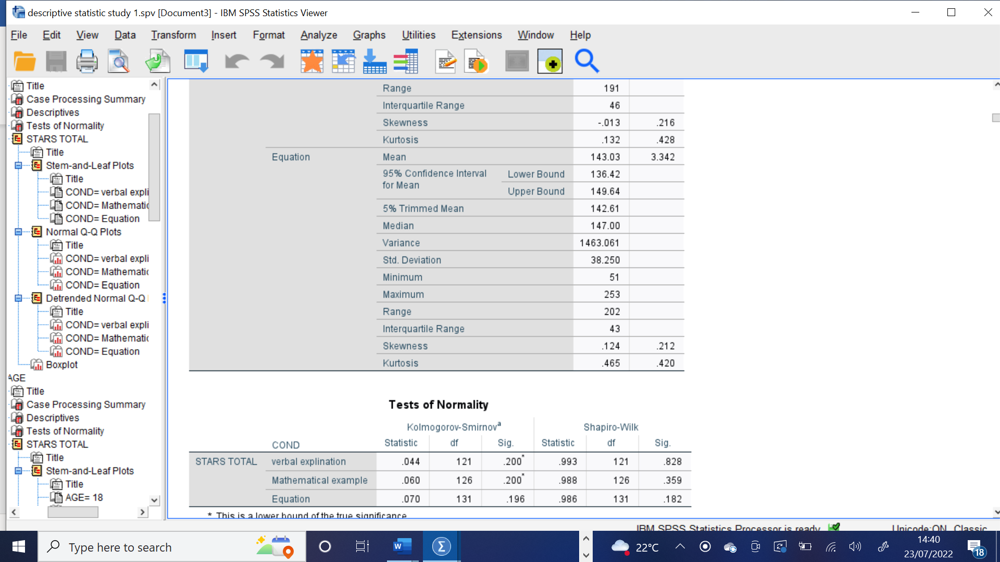 descriptive statistic study 1.spv [Document3] - IBM SPSS Statistics Viewer
File Edit View Data Transform Insert Format Analyze Graphs Utilities Extensions Window Help
Title
Case Processing Summary
Descriptives
Tests of Normality
STARS TOTAL
Title
Stem-and-Leaf Plots
Title
COND= verbal expli
COND= Mathematic
COND= Equation
Normal Q-Q Plots
Title
COND= verbal expli
COND= Mathematic
COND= Equation
Detrended Normal Q-Q
Title
COND= verbal expli
COND= Mathematic
COND= Equation
Boxplot
AGE
Title
Case Processing Summary
Descriptives
Tests of Normality
STARS TOTAL
Title
Stem-and-Leaf Plots
Title
AGE= 18
Range 191
Interquartile Range 46
Skewness -.013 .216
Kurtosis .132 .428
Equation Mean 143.03 3.342
95% Confidence Interval for Mean Lower Bound 136.42
Upper Bound 149.64
5% Trimmed Mean 142.61
Median 147.00
Variance 1463.061
Std. Deviation 38.250
Minimum 51
Maximum 253
Range 202
Interquartile Range 43
Skewness .124 .212
Kurtosis .465 .420
Tests of Normality
Kolmogorov-Smirnovᵃ Shapiro-Wilk
COND Statistic df Sig. Statistic df Sig.
STARS TOTAL verbal explination .044 121 .200* .993 121 .828
Mathematical example .060 126 .200* .988 126 .359
Equation .070 131 .196 .986 131 .182
* This is a lower bound of the true significance
IBM SPSS Statistics Processor is ready Unicode:ON Classic
Type here to search
22°C
14:40
23/07/2022
18